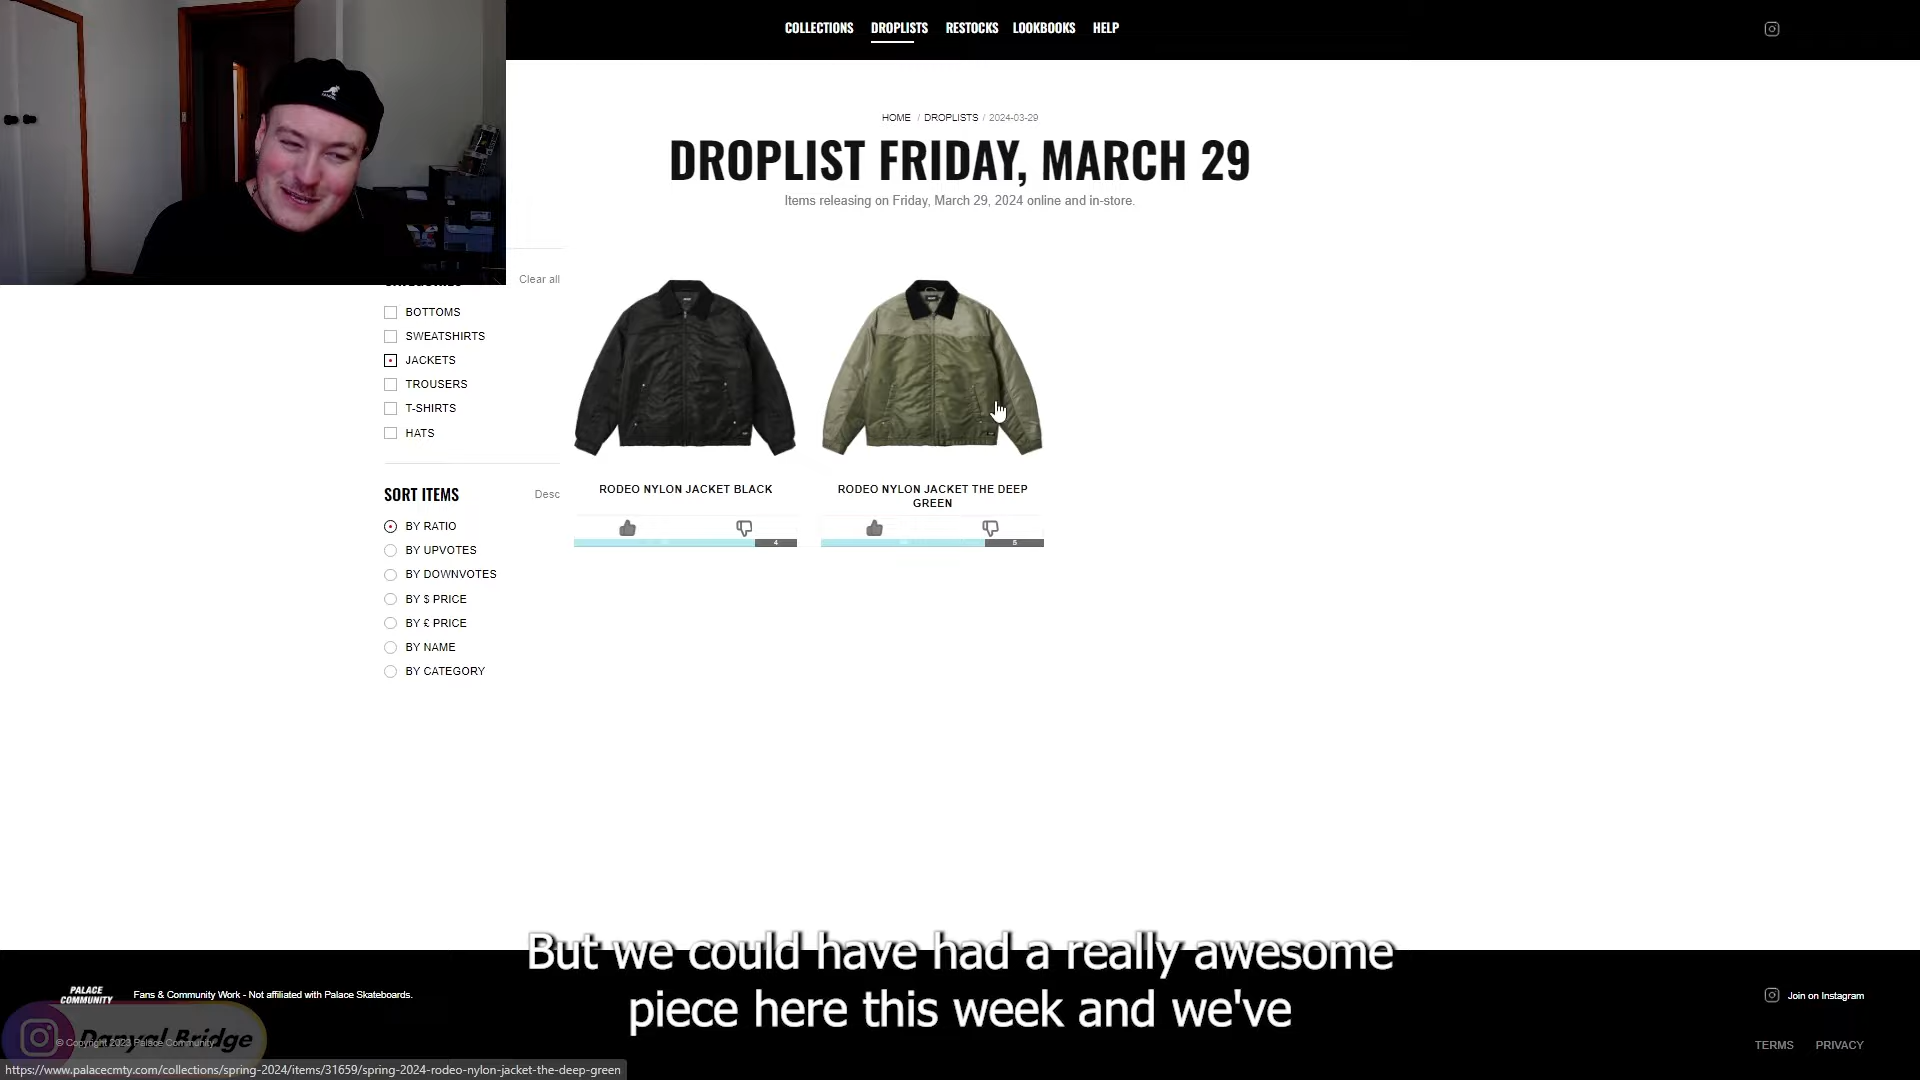 COLLECTIONS DROPLISTS RESTOCKS LOOKBOOKS HELP
HOME / DROPLISTS / 2024-03-29
DROPLIST FRIDAY, MARCH 29
Items releasing on Friday, March 29, 2024 online and in-store.
Clear all
BOTTOMS
SWEATSHIRTS
JACKETS
TROUSERS
T-SHIRTS
HATS
SORT ITEMS Desc
BY RATIO
BY UPVOTES
BY DOWNVOTES
BY $ PRICE
BY £ PRICE
BY NAME
BY CATEGORY
RODEO NYLON JACKET BLACK
4
RODEO NYLON JACKET THE DEEP
GREEN
5
But we could have had a really awesome
piece here this week and we've
PALACE
COMMUNITY
Fans & Community Work - Not affiliated with Palace Skateboards.
Join on Instagram
Danyal Bridge
© Copyright 2023 Palace Community
TERMS PRIVACY
https://www.palacecmty.com/collections/spring-2024/items/31659/spring-2024-rodeo-nylon-jacket-the-deep-green